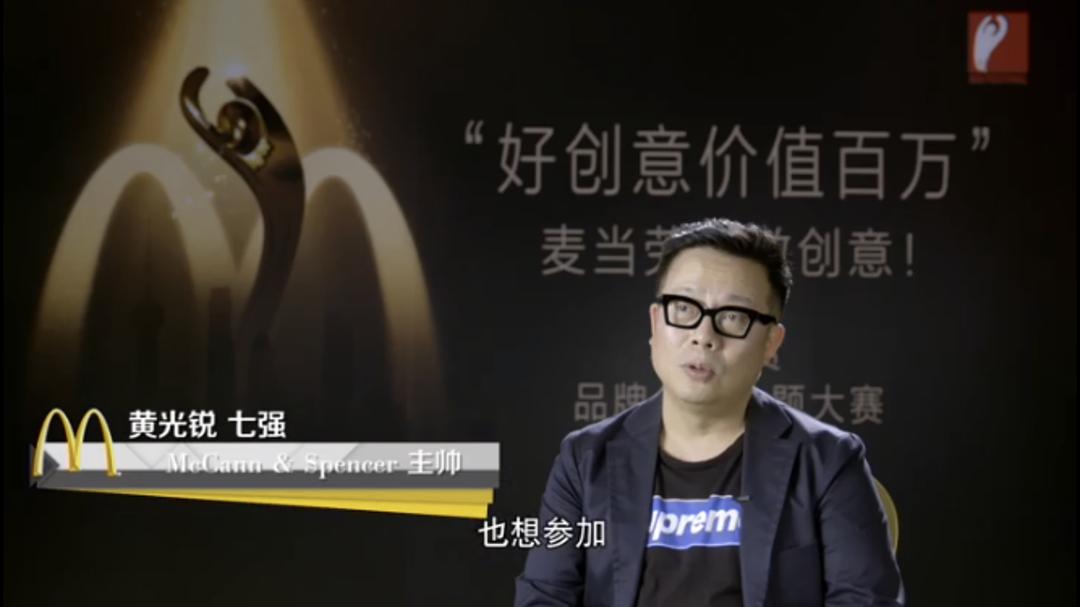 “好创意价值百万”
麦当劳 创意！
品牌 题大赛
黄光锐 七强
McCann & Spencer 主帅
upreme
也想参加